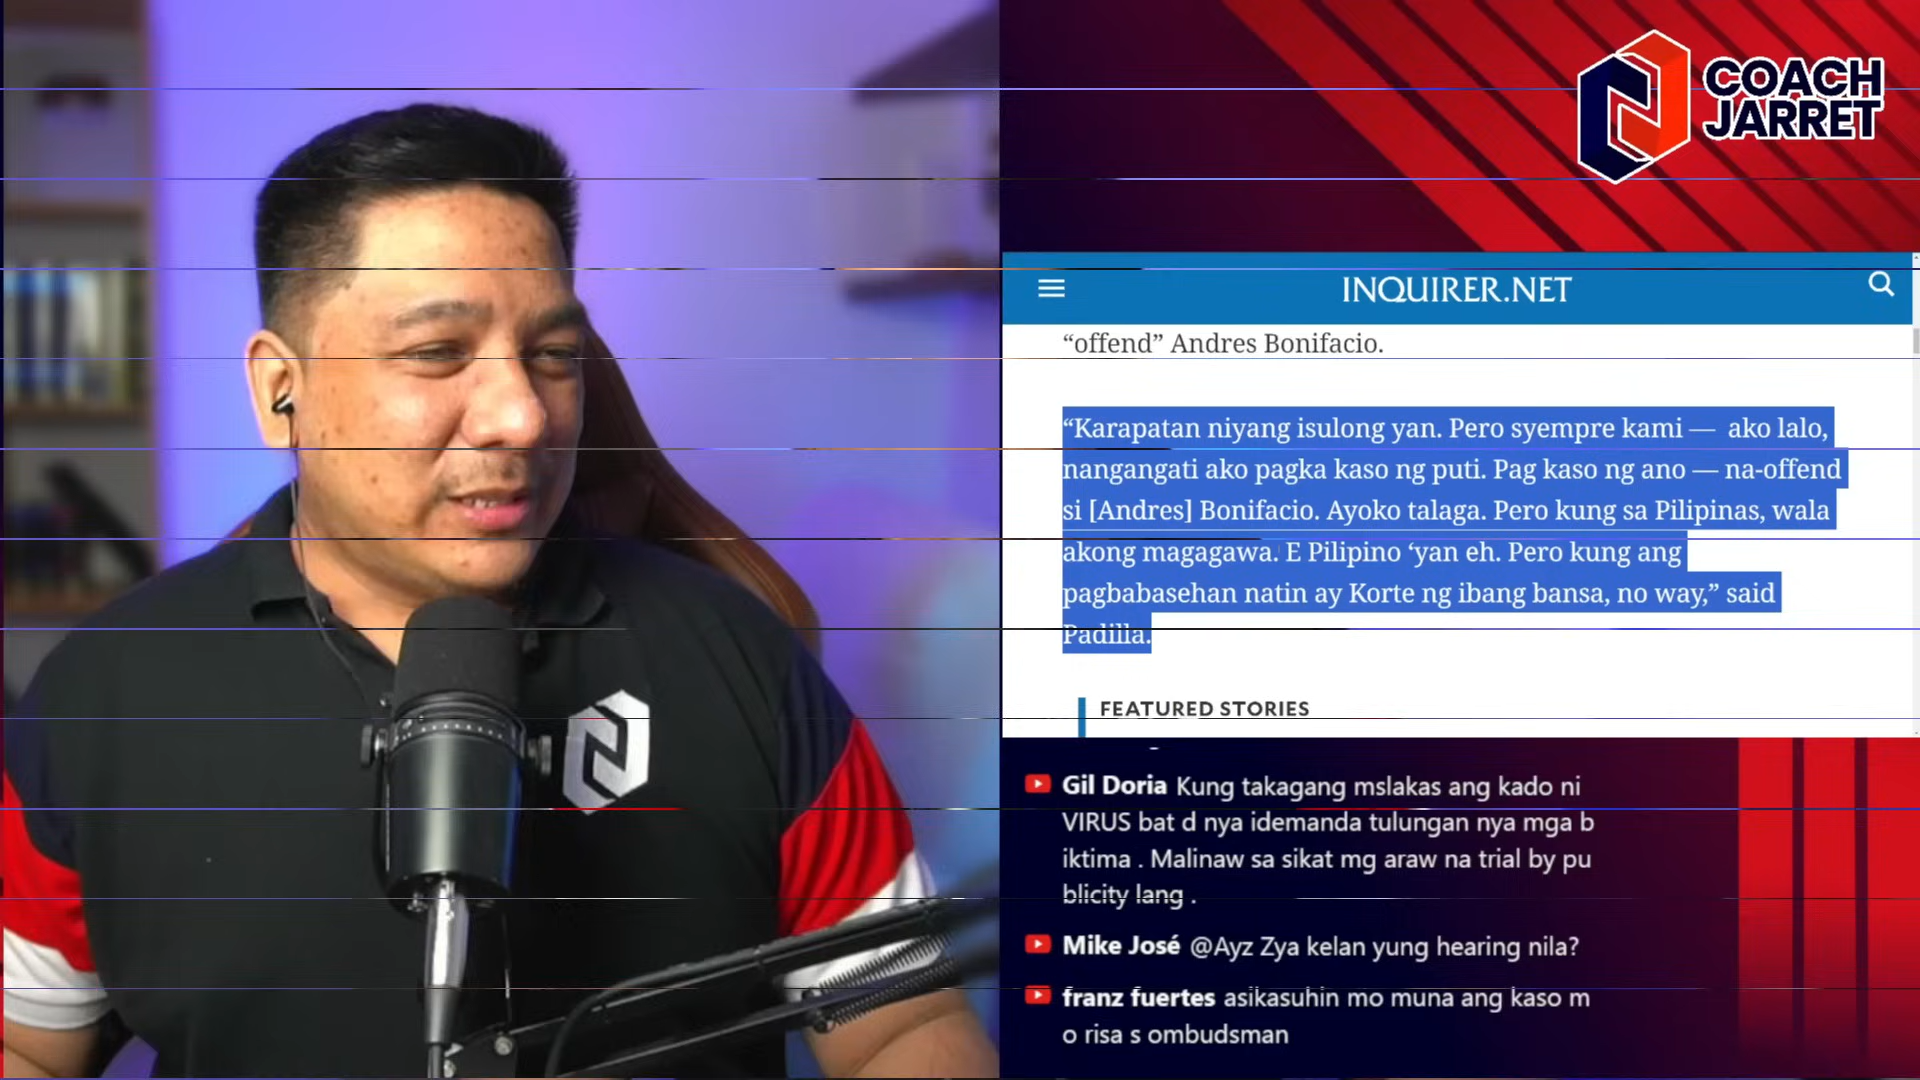 COACH
JARRET
INQUIRER.NET
“offend” Andres Bonifacio.
“Karapatan niyang isulong yan. Pero syempre kami — ako lalo,
nangangati ako pagka kaso ng puti. Pag kaso ng ano — na-offend
si [Andres] Bonifacio. Ayoko talaga. Pero kung sa Pilipinas, wala
akong magagawa. E Pilipino ‘yan eh. Pero kung ang
pagbabasehan natin ay Korte ng ibang bansa, no way,” said
Padilla.
FEATURED STORIES
Gil Doria Kung takagang mslakas ang kado ni
VIRUS bat d nya idemanda tulungan nya mga b
iktima . Malinaw sa sikat mg araw na trial by pu
blicity lang .
Mike José @Ayz Zya kelan yung hearing nila?
franz fuertes asikasuhin mo muna ang kaso m
o risa s ombudsman